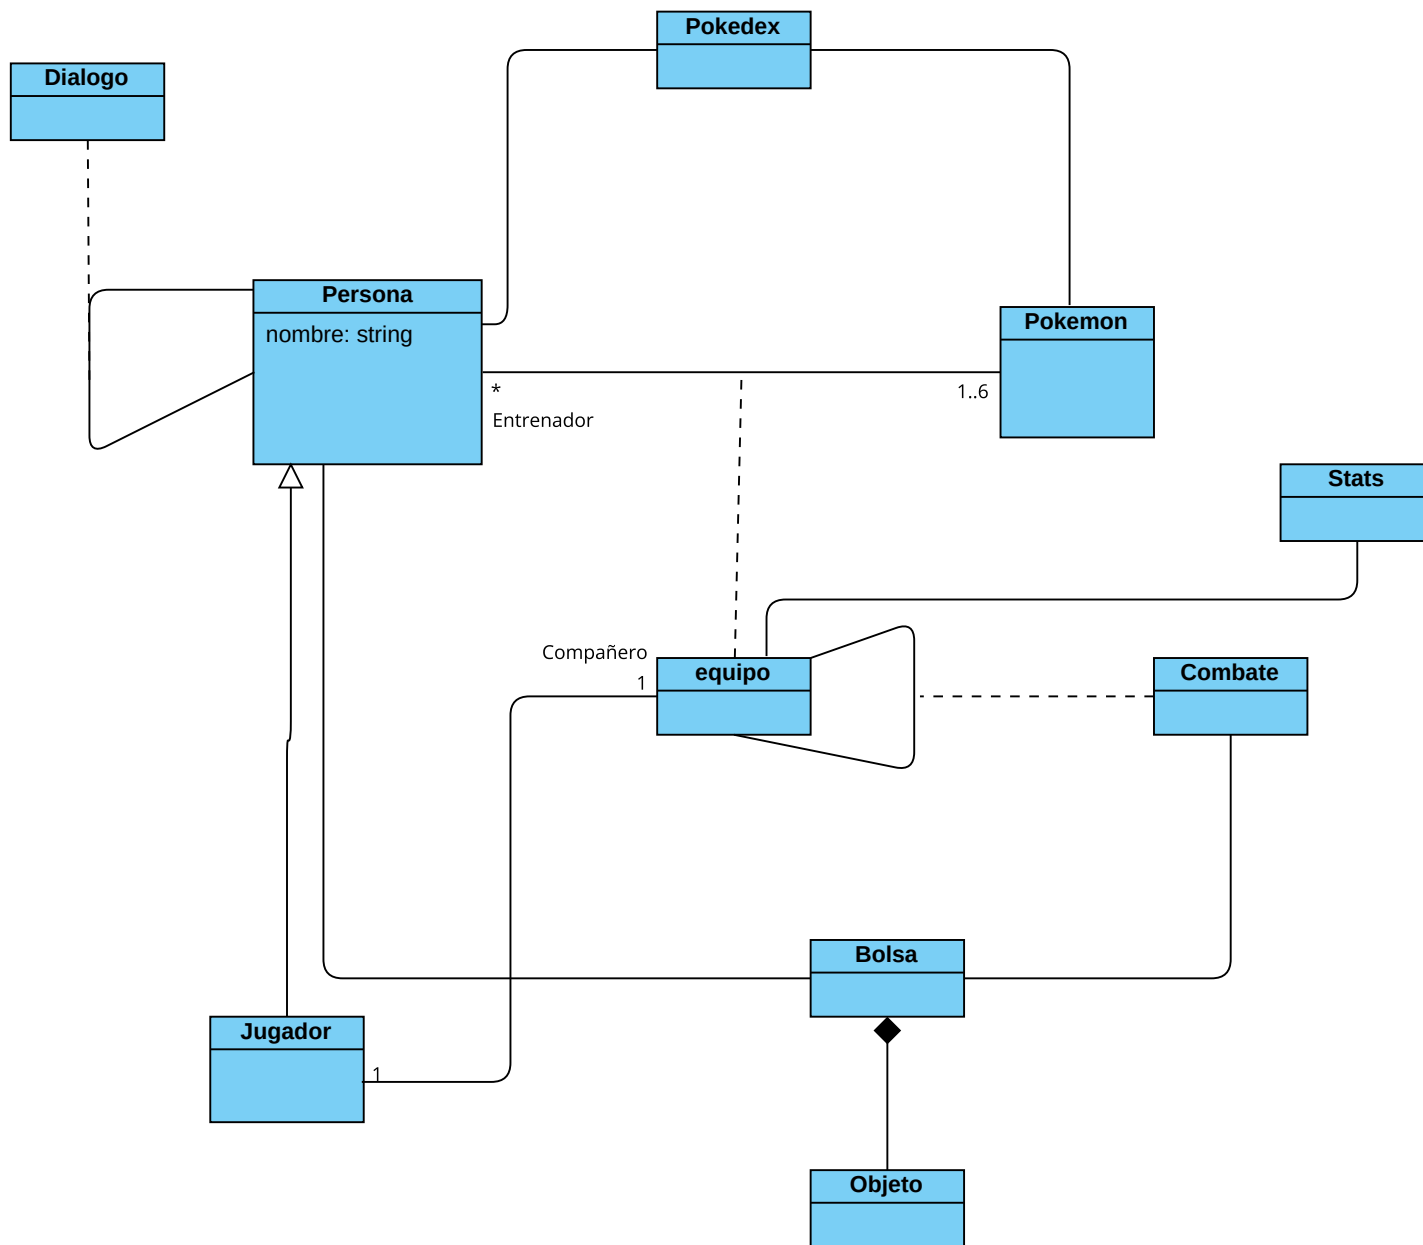 Pokedex
Dialogo
Persona
nombre: string
Pokemon
*
1..6
Entrenador
Stats
Compañero
1
equipo
Combate
Bolsa
Jugador
1
Objeto